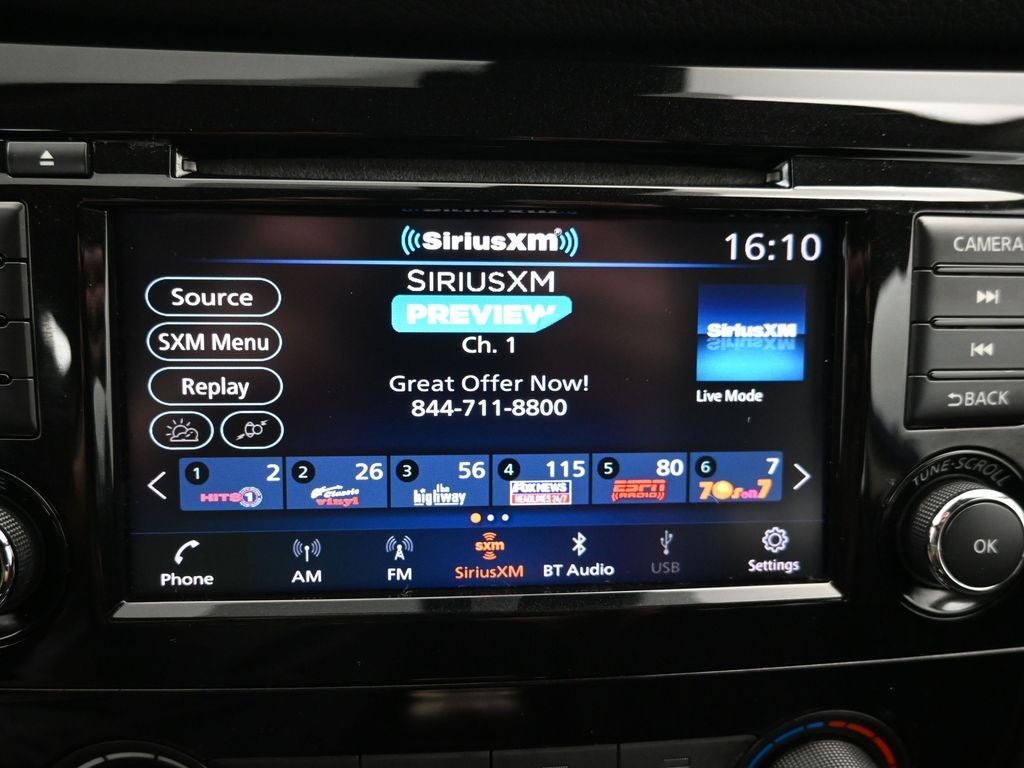 SiriusXM
16:10
SIRIUSXM
PREVIEW
Ch. 1
Great Offer Now!
844-711-8800
Source
SXM Menu
Replay
SiriusXM
Live Mode
1 2
HITS 1
2 26
Classic
vinyl
3 56
the
highway
4 115
FOX NEWS
HEADLINES 24/7
5 80
ESPN
RADIO
6 7
70s on 7
Phone
AM
FM
sxm
SiriusXM
BT Audio
USB
Settings
CAMERA
BACK
TUNE·SCROLL
OK